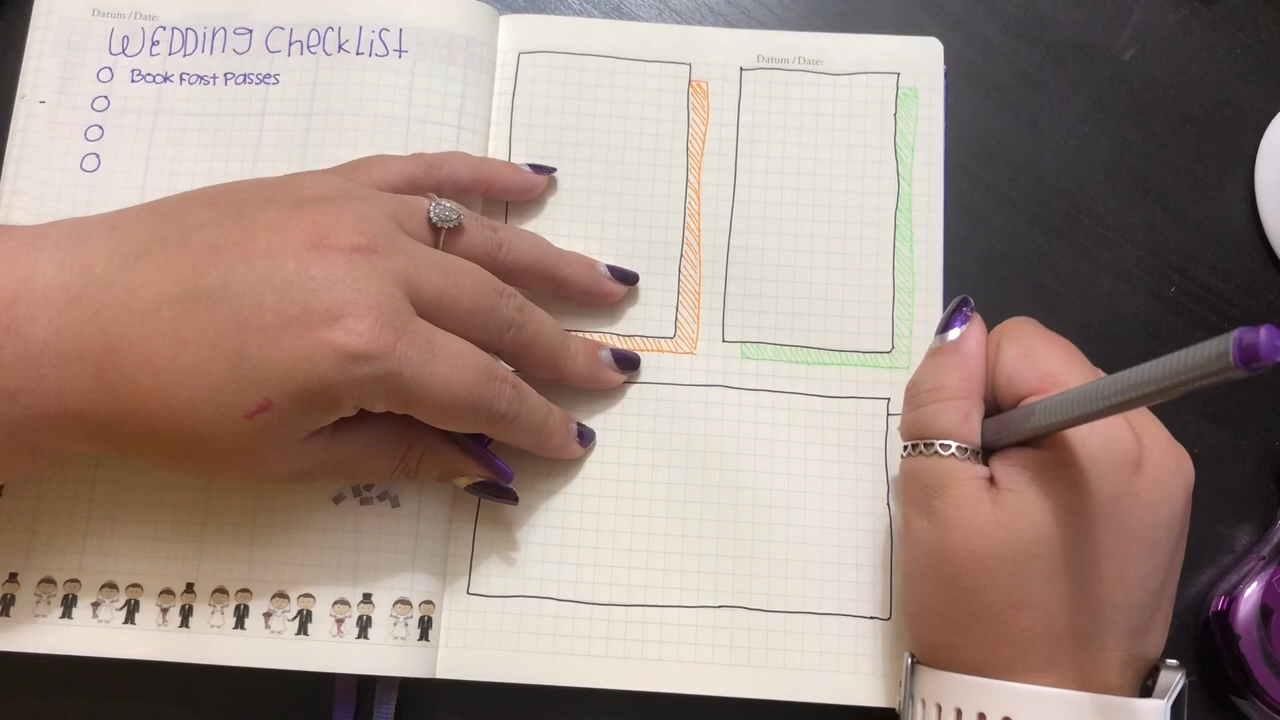 Datum / Date:
WEDDING CHECKLIST
BOOK FAST PASSES
Datum / Date: